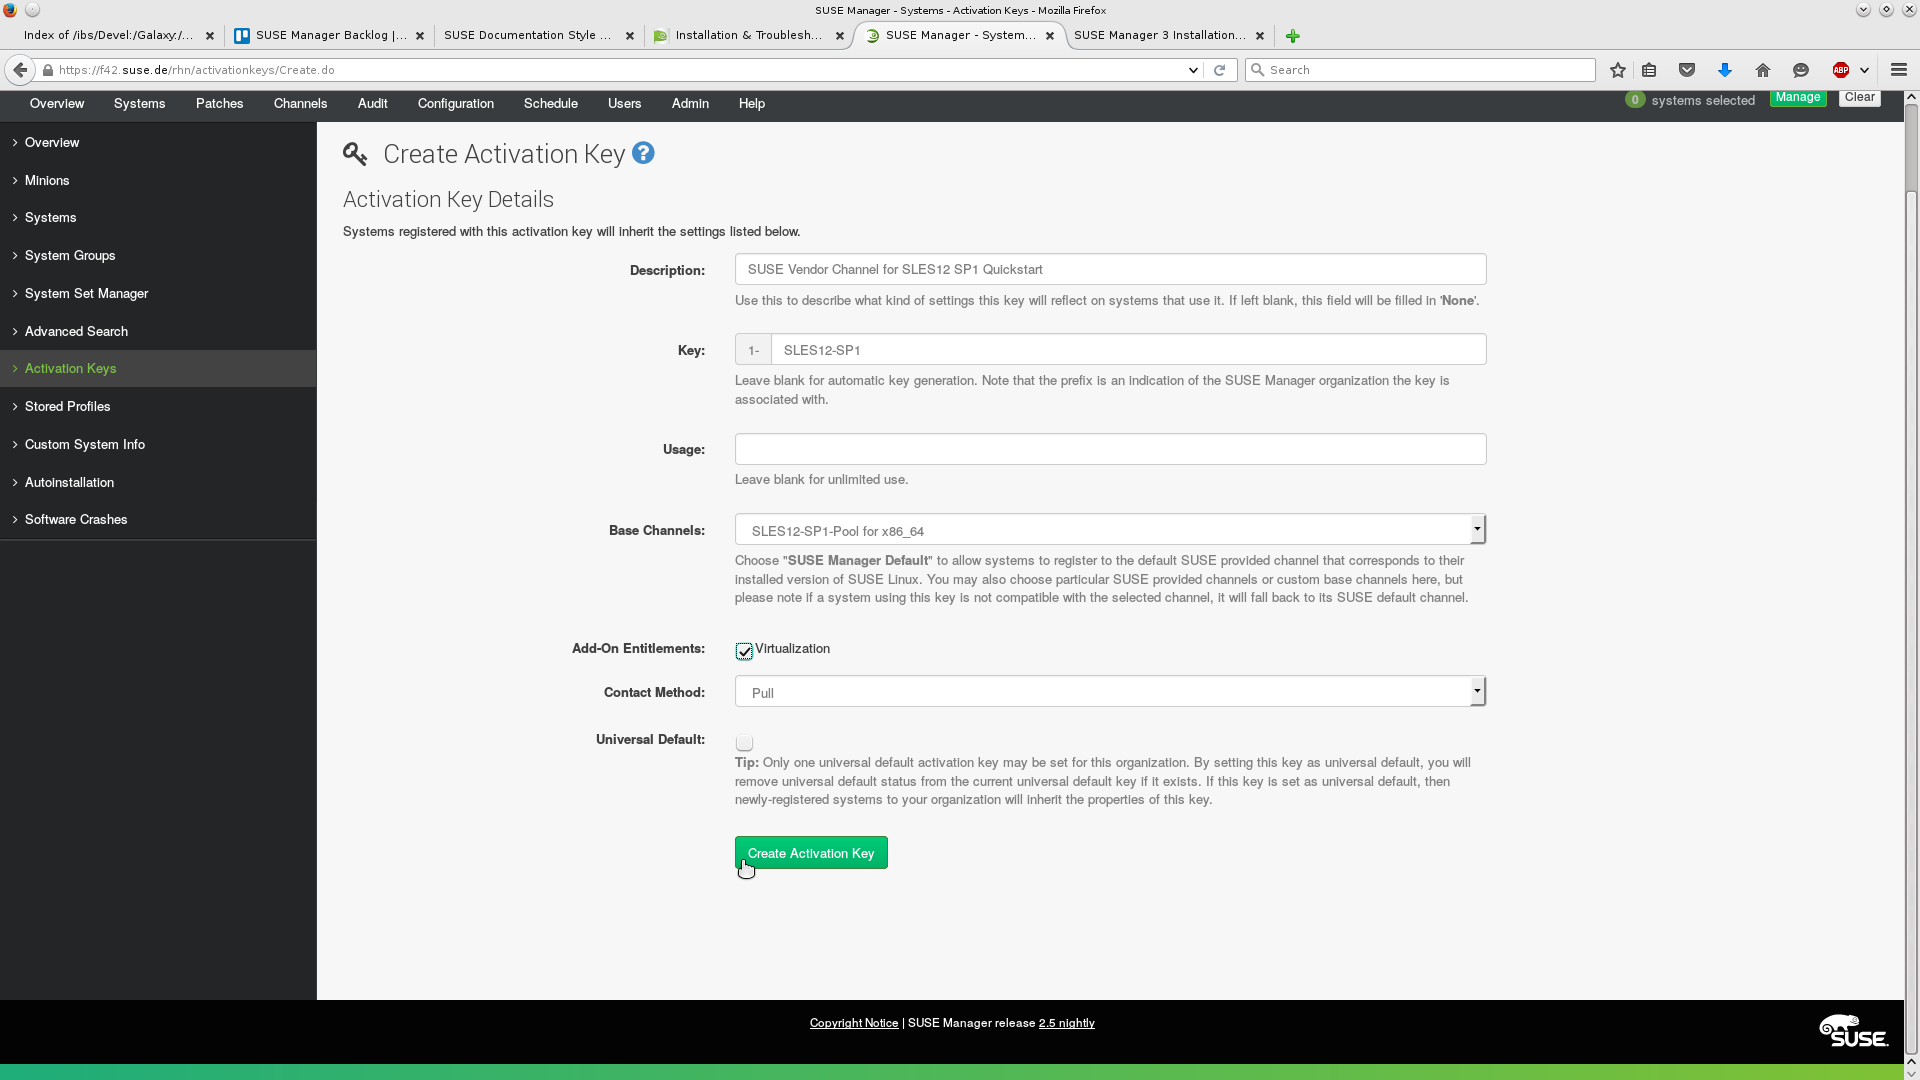 SUSE Manager - Systems - Activation Keys - Mozilla Firefox
Index of /ibs/Devel:/Galaxy:/...
SUSE Manager Backlog |...
SUSE Documentation Style ...
Installation & Troublesh...
SUSE Manager - System...
SUSE Manager 3 Installation...
https://f42.suse.de/rhn/activationkeys/Create.do
Search
ABP
Overview Systems Patches Channels Audit Configuration Schedule Users Admin Help
0 systems selected Manage Clear
Overview
Minions
Systems
System Groups
System Set Manager
Advanced Search
Activation Keys
Stored Profiles
Custom System Info
Autoinstallation
Software Crashes
Create Activation Key ?
Activation Key Details
Systems registered with this activation key will inherit the settings listed below.
Description: SUSE Vendor Channel for SLES12 SP1 Quickstart
Use this to describe what kind of settings this key will reflect on systems that use it. If left blank, this field will be filled in 'None'.
Key: 1- SLES12-SP1
Leave blank for automatic key generation. Note that the prefix is an indication of the SUSE Manager organization the key is
associated with.
Usage:
Leave blank for unlimited use.
Base Channels: SLES12-SP1-Pool for x86_64
Choose "SUSE Manager Default" to allow systems to register to the default SUSE provided channel that corresponds to their
installed version of SUSE Linux. You may also choose particular SUSE provided channels or custom base channels here, but
please note if a system using this key is not compatible with the selected channel, it will fall back to its SUSE default channel.
Add-On Entitlements: Virtualization
Contact Method: Pull
Universal Default:
Tip: Only one universal default activation key may be set for this organization. By setting this key as universal default, you will
remove universal default status from the current universal default key if it exists. If this key is set as universal default, then
newly-registered systems to your organization will inherit the properties of this key.
Create Activation Key
Copyright Notice | SUSE Manager release 2.5 nightly
SUSE